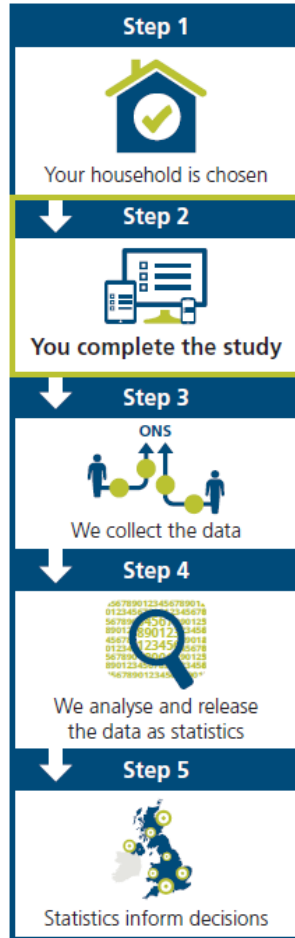 Step 1
Your household is chosen
Step 2
You complete the study
Step 3
ONS
We collect the data
Step 4
We analyse and release
the data as statistics
Step 5
Statistics inform decisions